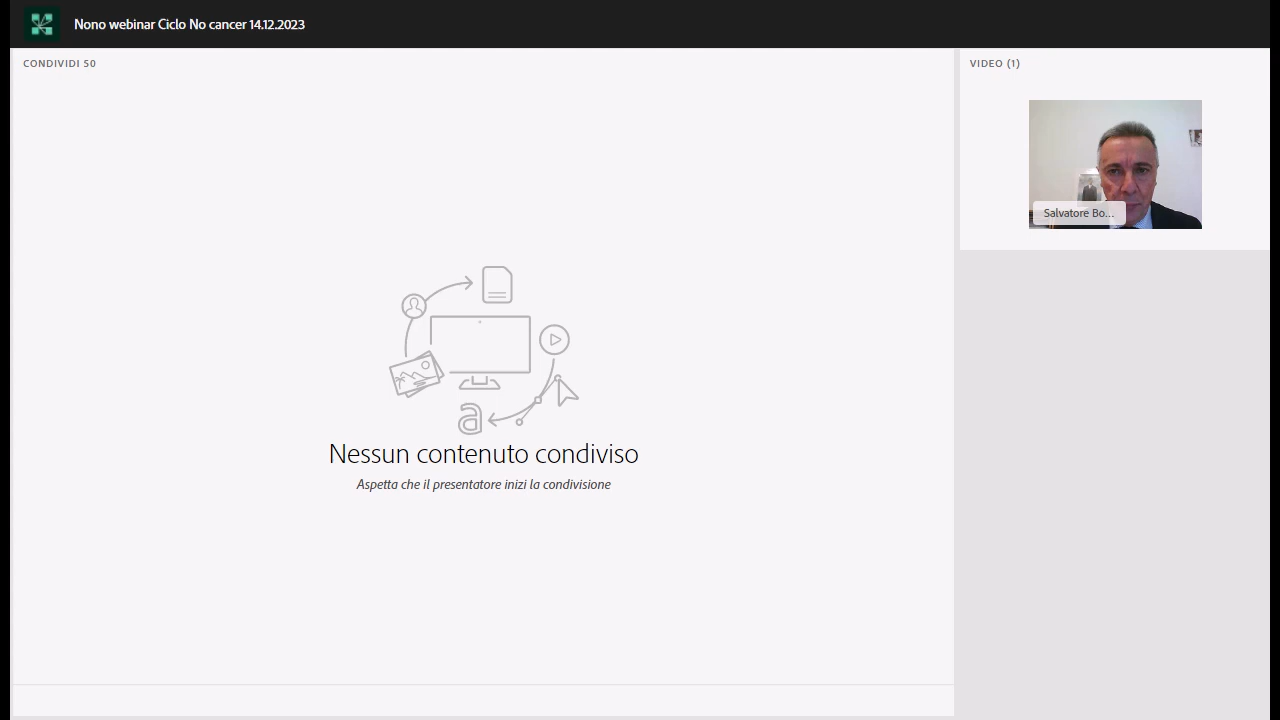 Nono webinar Ciclo No cancer 14.12.2023
CONDIVIDI 50
VIDEO (1)
Salvatore Bo...
a
Nessun contenuto condiviso
Aspetta che il presentatore inizi la condivisione